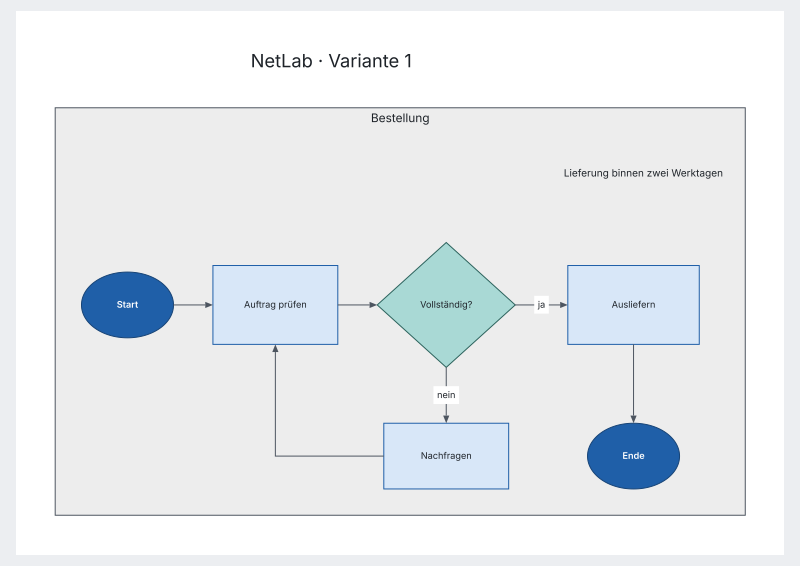 NetLab · Variante 1
Bestellung
Lieferung binnen zwei Werktagen
Start
Auftrag prüfen
Vollständig?
ja
Ausliefern
nein
Nachfragen
Ende